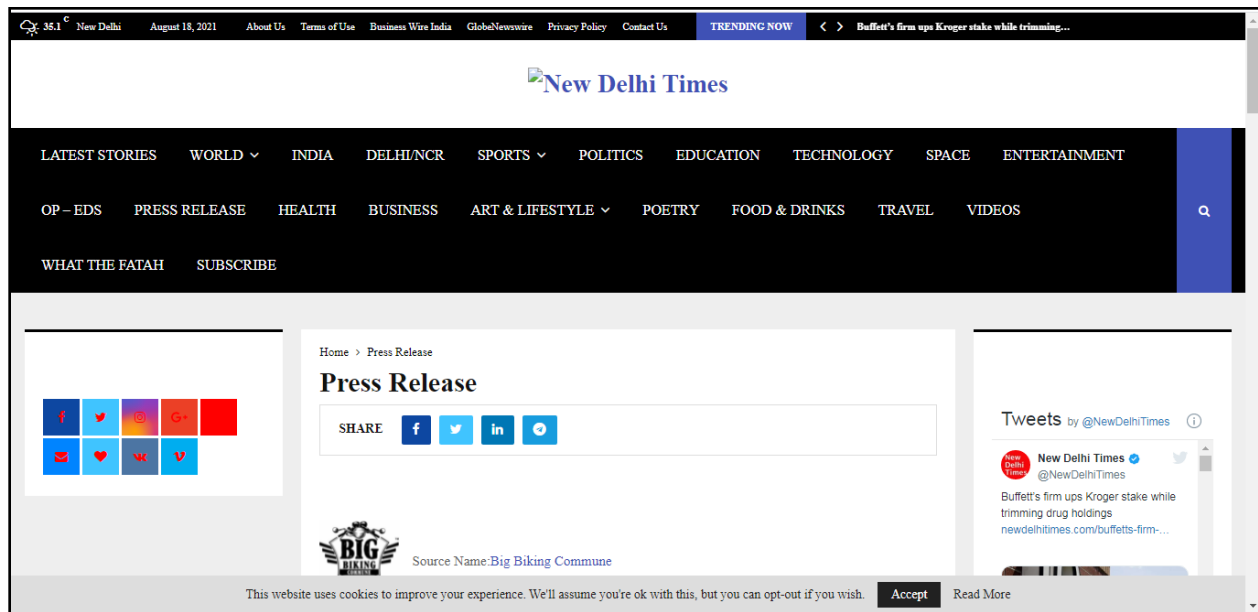 35.1 C New Delhi August 18, 2021 About Us Terms of Use Business Wire India GlobeNewswire Privacy Policy Contact Us TRENDING NOW Buffett's firm ups Kroger stake while trimming…
New Delhi Times
LATEST STORIES WORLD INDIA DELHI/NCR SPORTS POLITICS EDUCATION TECHNOLOGY SPACE ENTERTAINMENT
OP – EDS PRESS RELEASE HEALTH BUSINESS ART & LIFESTYLE POETRY FOOD & DRINKS TRAVEL VIDEOS
WHAT THE FATAH SUBSCRIBE
Home > Press Release
Press Release
SHARE
Tweets by @NewDelhiTimes
New Delhi Times
New Delhi Times
@NewDelhiTimes
Buffett's firm ups Kroger stake while
trimming drug holdings
newdelhitimes.com/buffetts-firm-…
BIG
BIKING
COMMUNE
Source Name:Big Biking Commune
This website uses cookies to improve your experience. We'll assume you're ok with this, but you can opt-out if you wish. Accept Read More